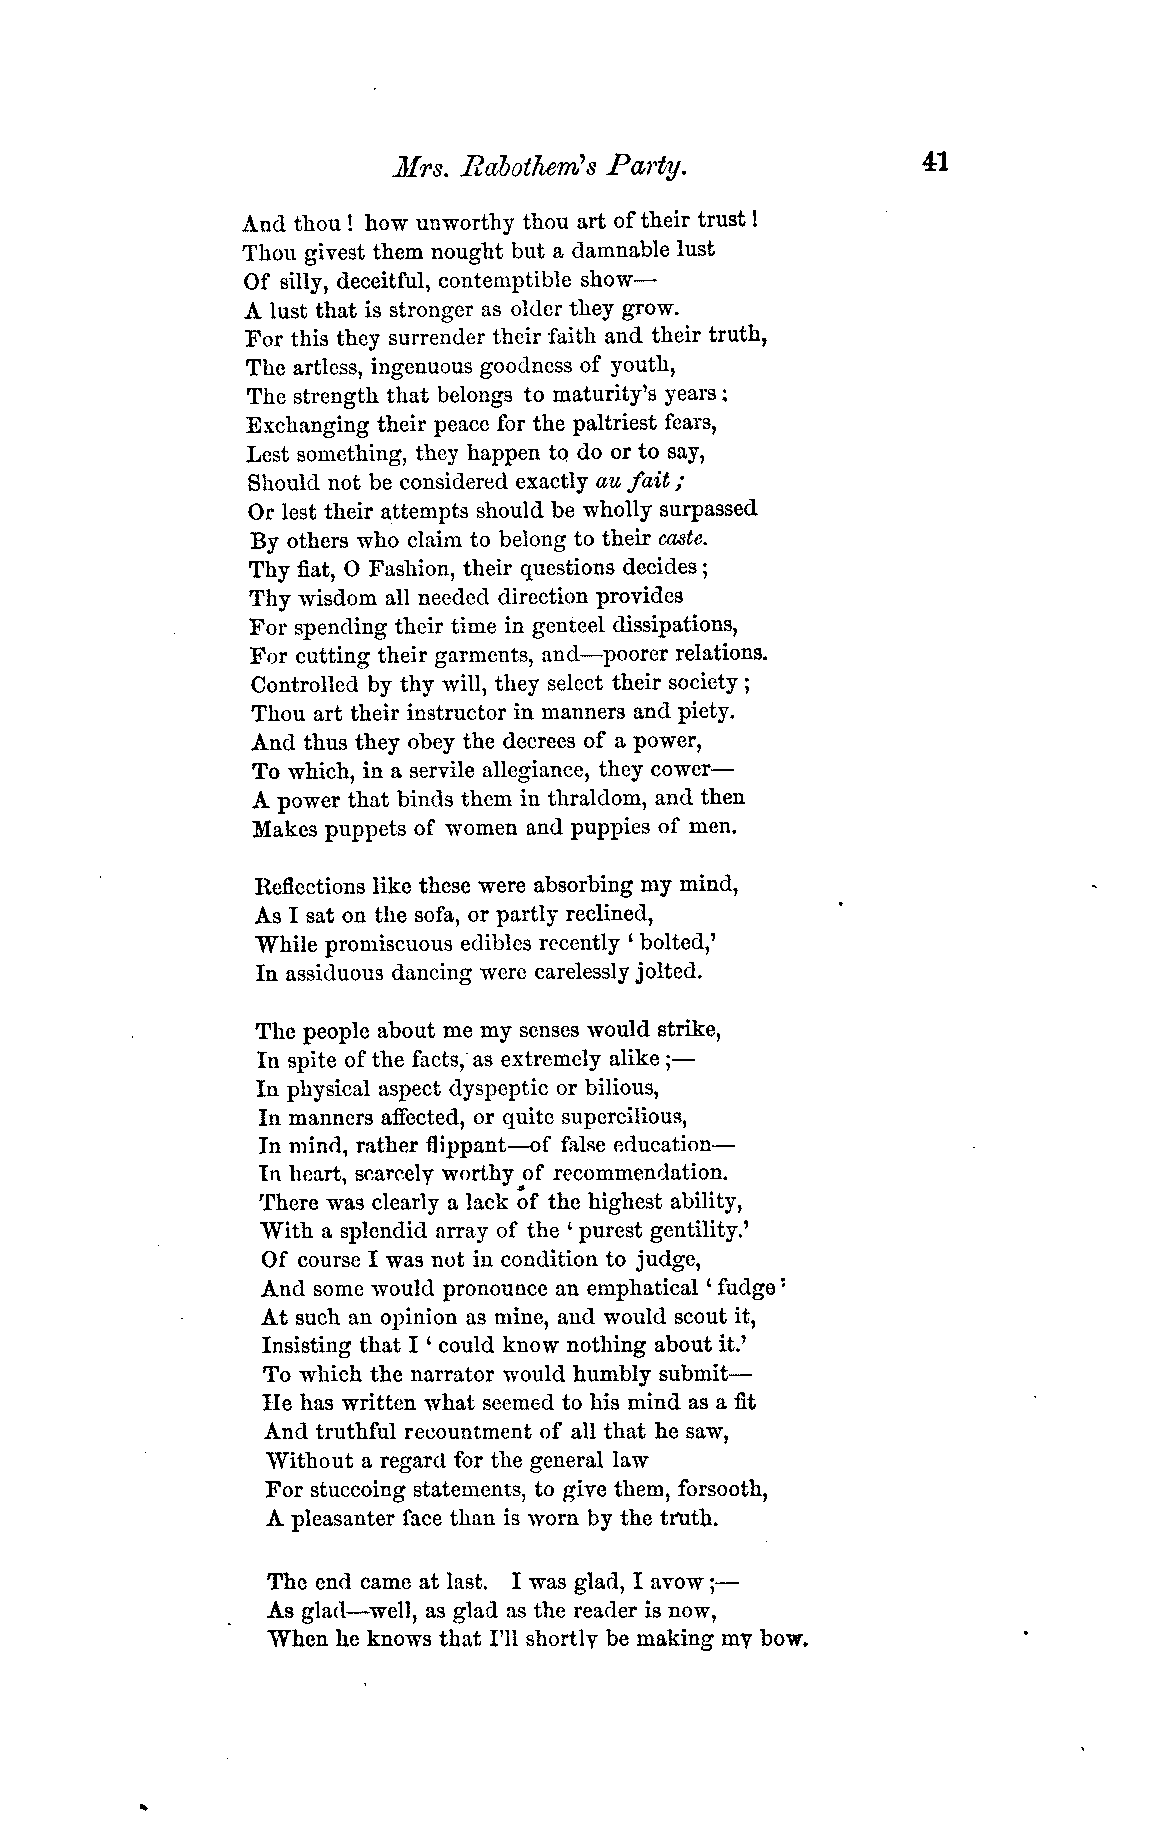 Mrs. Rabothem's Party. 41
And thou! how unworthy thou art of their trust!
Thou givest them nought but a damnable lust
Of silly, deceitful, contemptible show—
A lust that is stronger as older they grow.
For this they surrender their faith and their truth,
The artless, ingenuous goodness of youth,
The strength that belongs to maturity's years;
Exchanging their peace for the paltriest fears,
Lest something, they happen to do or to say,
Should not be considered exactly au fait;
Or lest their attempts should be wholly surpassed
By others who claim to belong to their caste.
Thy fiat, O Fashion, their questions decides;
Thy wisdom all needed direction provides
For spending their time in genteel dissipations,
For cutting their garments, and—poorer relations.
Controlled by thy will, they select their society;
Thou art their instructor in manners and piety.
And thus they obey the decrees of a power,
To which, in a servile allegiance, they cower—
A power that binds them in thraldom, and then
Makes puppets of women and puppies of men.

Reflections like these were absorbing my mind,
As I sat on the sofa, or partly reclined,
While promiscuous edibles recently 'bolted,'
In assiduous dancing were carelessly jolted.

The people about me my senses would strike,
In spite of the facts, as extremely alike;—
In physical aspect dyspeptic or bilious,
In manners affected, or quite supercilious,
In mind, rather flippant—of false education—
In heart, scarcely worthy of recommendation.
There was clearly a lack of the highest ability,
With a splendid array of the 'purest gentility.'
Of course I was not in condition to judge,
And some would pronounce an emphatical 'fudge'
At such an opinion as mine, and would scout it,
Insisting that I 'could know nothing about it.'
To which the narrator would humbly submit—
He has written what seemed to his mind as a fit
And truthful recountment of all that he saw,
Without a regard for the general law
For stuccoing statements, to give them, forsooth,
A pleasanter face than is worn by the truth.

The end came at last. I was glad, I avow;—
As glad—well, as glad as the reader is now,
When he knows that I'll shortly be making my bow.